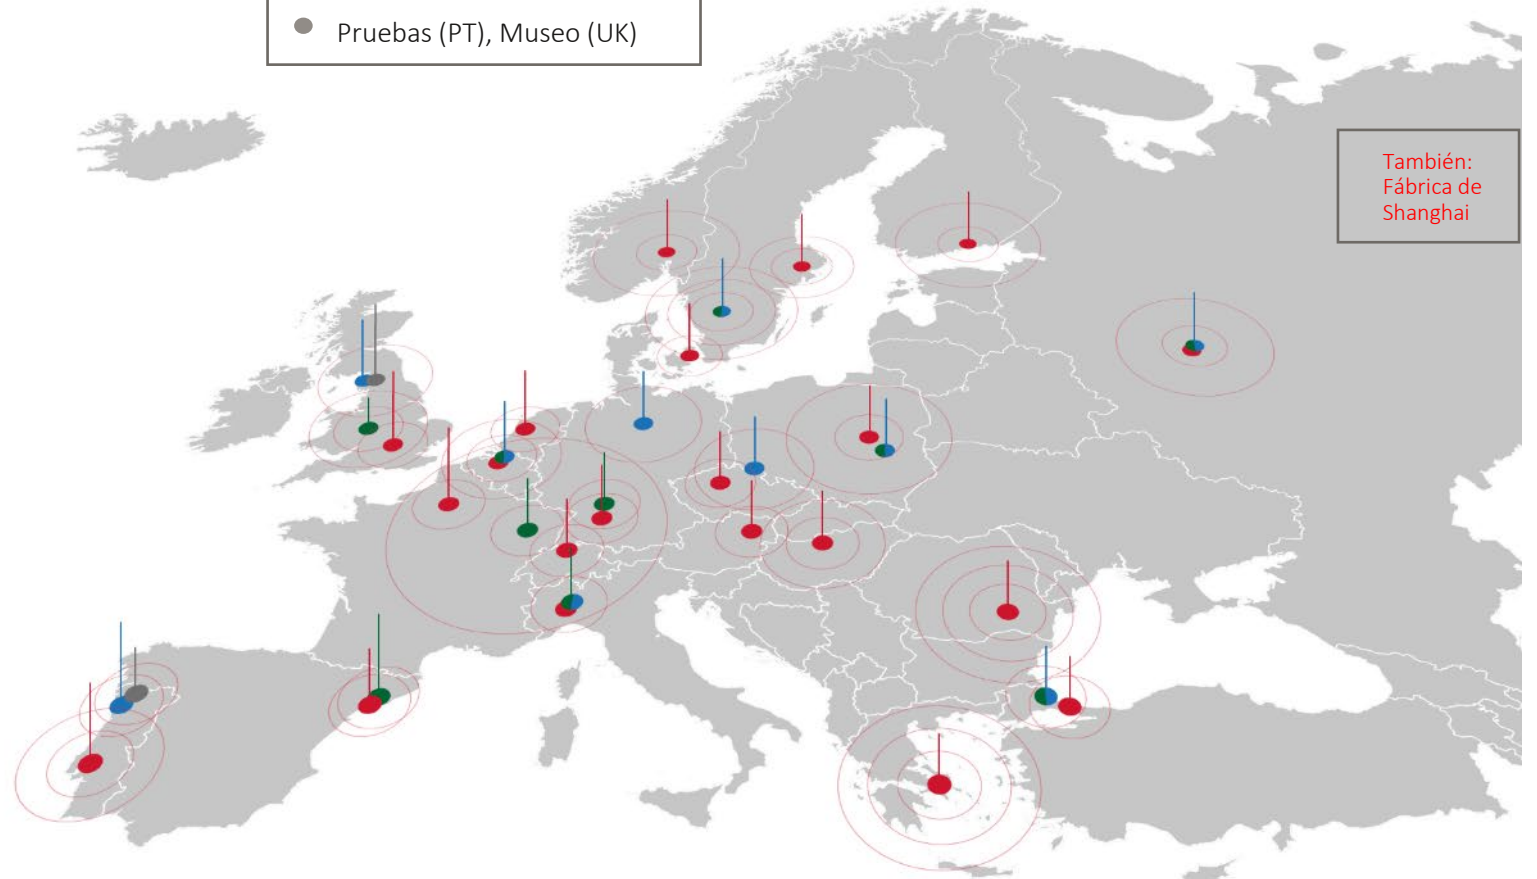 Pruebas (PT), Museo (UK)
También:
Fábrica de
Shanghai